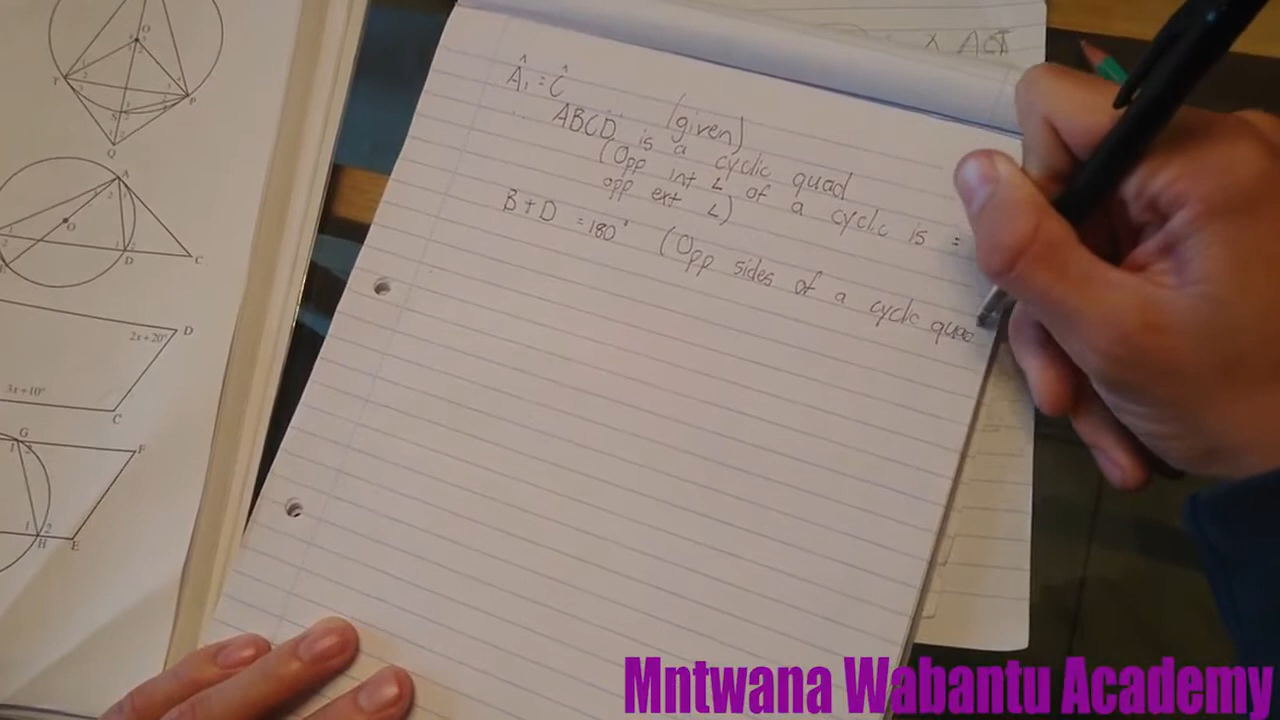 Â₁ = Ĉ (given)
ABCD is a cyclic quad
(Opp int ∠ of a cyclic is =
opp ext ∠)
B + D = 180° (Opp sides of a cyclic quad
O
P
Q
A
O
D
C
2x+20°
D
3x+10°
C
G
F
H
E
Mntwana Wabantu Academy